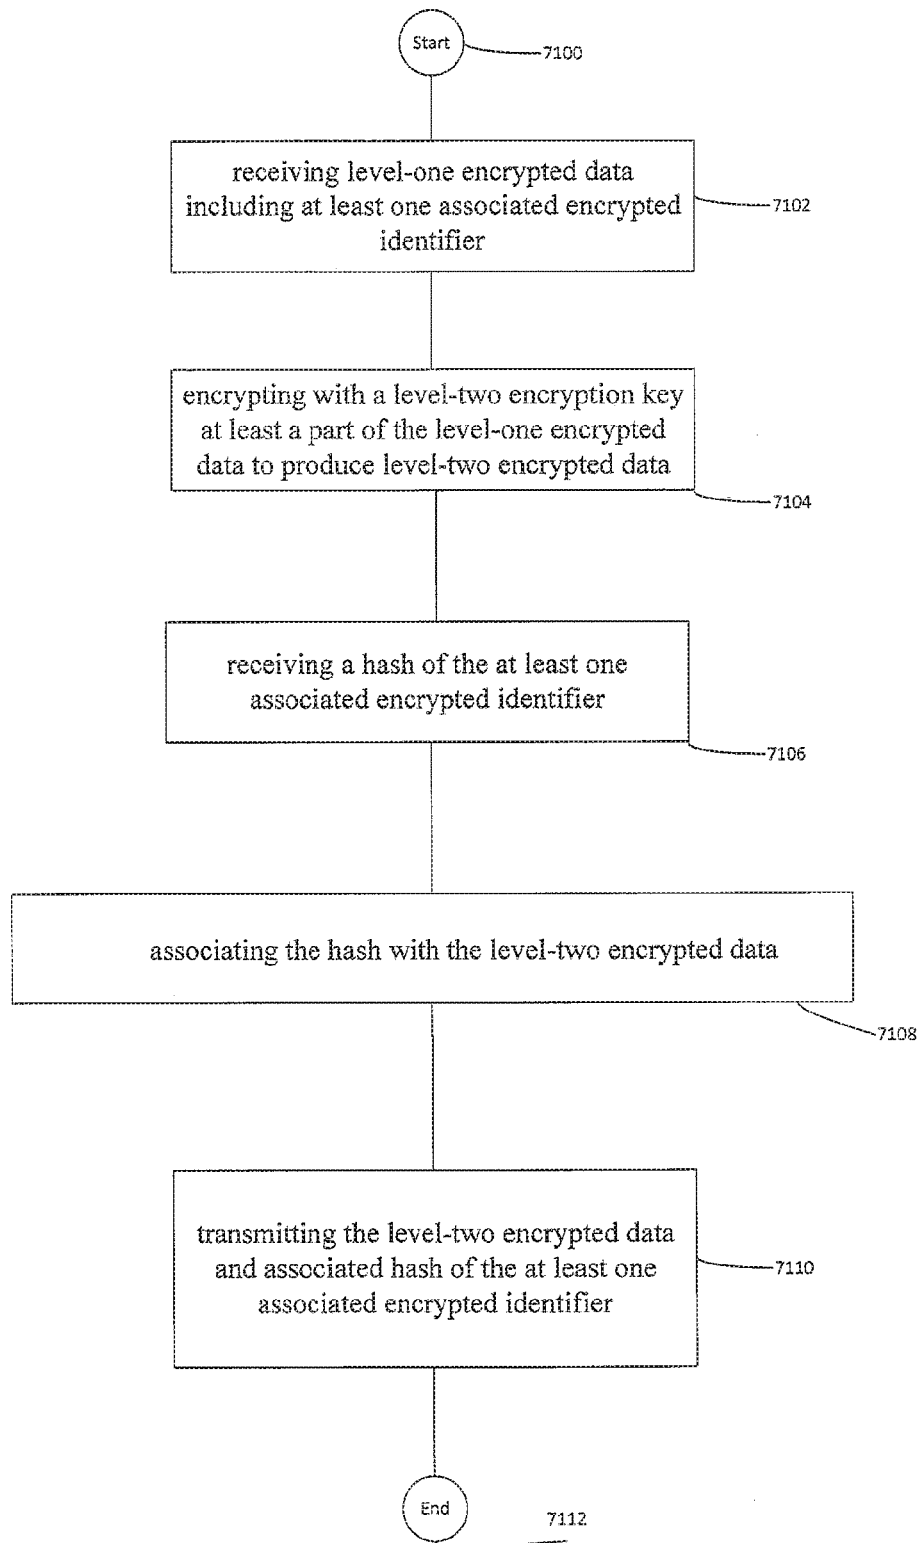 Start
7100
receiving level-one encrypted data
including at least one associated encrypted
identifier
7102
encrypting with a level-two encryption key
at least a part of the level-one encrypted
data to produce level-two encrypted data
7104
receiving a hash of the at least one
associated encrypted identifier
7106
associating the hash with the level-two encrypted data
7108
transmitting the level-two encrypted data
and associated hash of the at least one
associated encrypted identifier
7110
End
7112